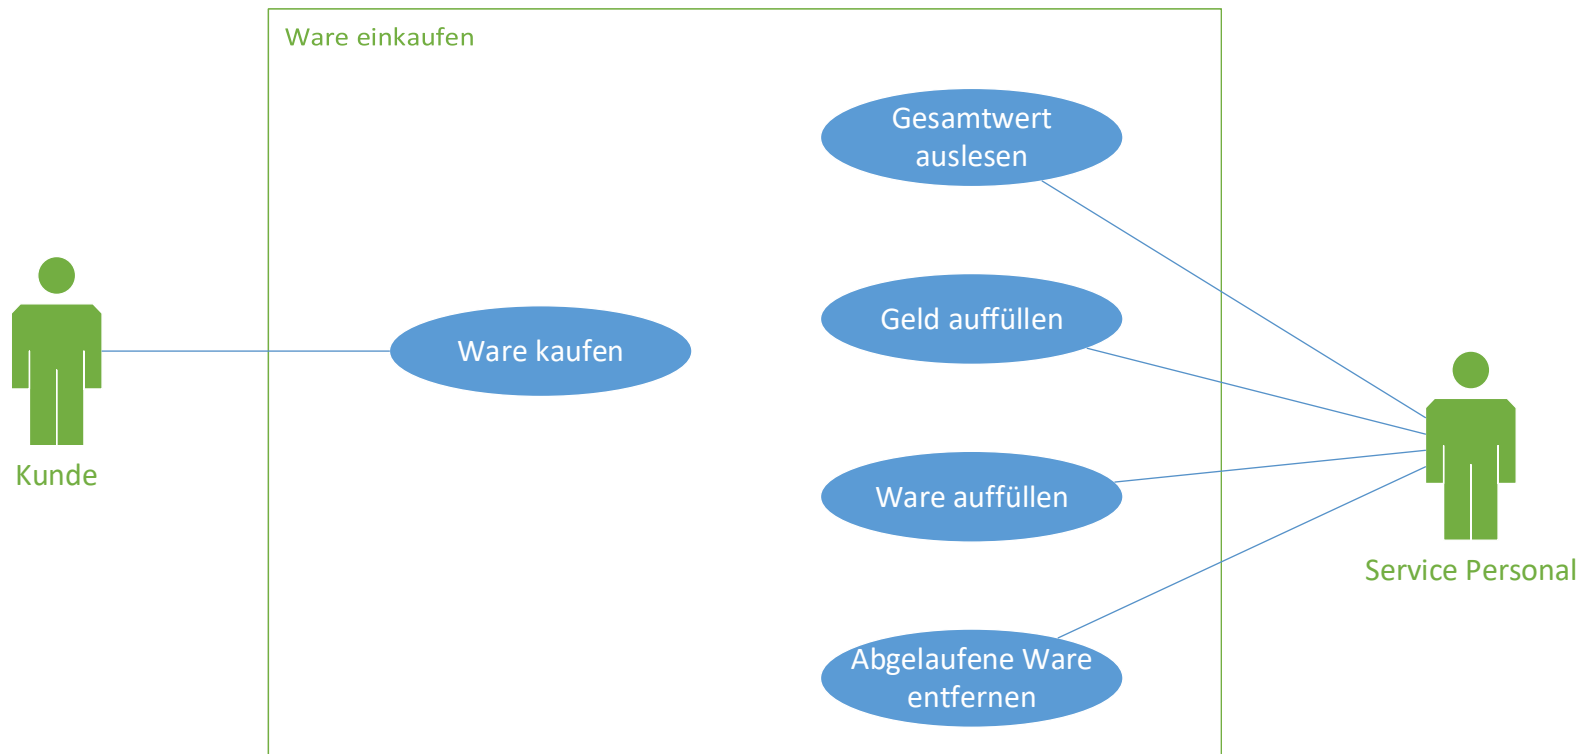 Ware einkaufen
Gesamtwert
auslesen
Geld auffüllen
Ware kaufen
Kunde
Ware auffüllen
Service Personal
Abgelaufene Ware
entfernen